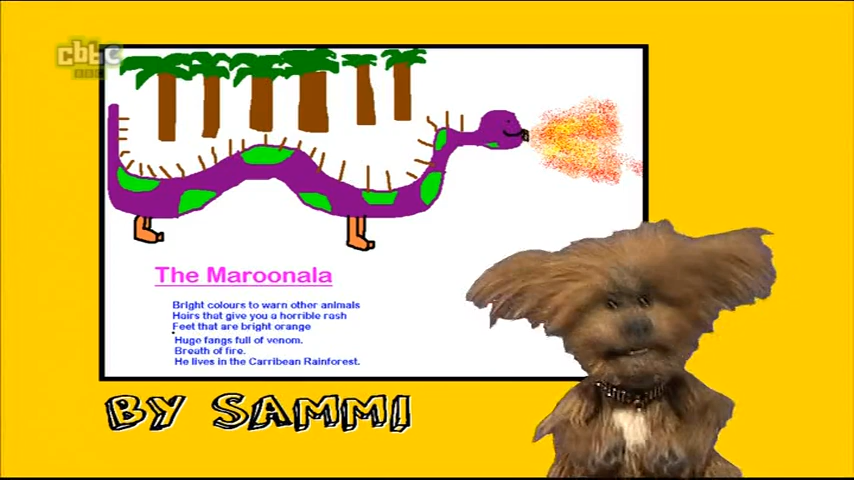 cbbc
BBC
The Maroonala
Bright colours to warn other animals
Hairs that give you a horrible rash
Feet that are bright orange
Huge fangs full of venom.
Breath of fire.
He lives in the Carribean Rainforest.
BY SAMMI